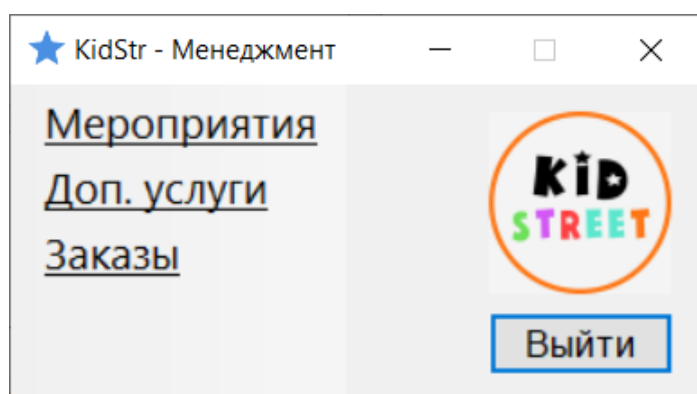 KidStr - Менеджмент
Мероприятия
Доп. услуги
Заказы
KID
STREET
Выйти